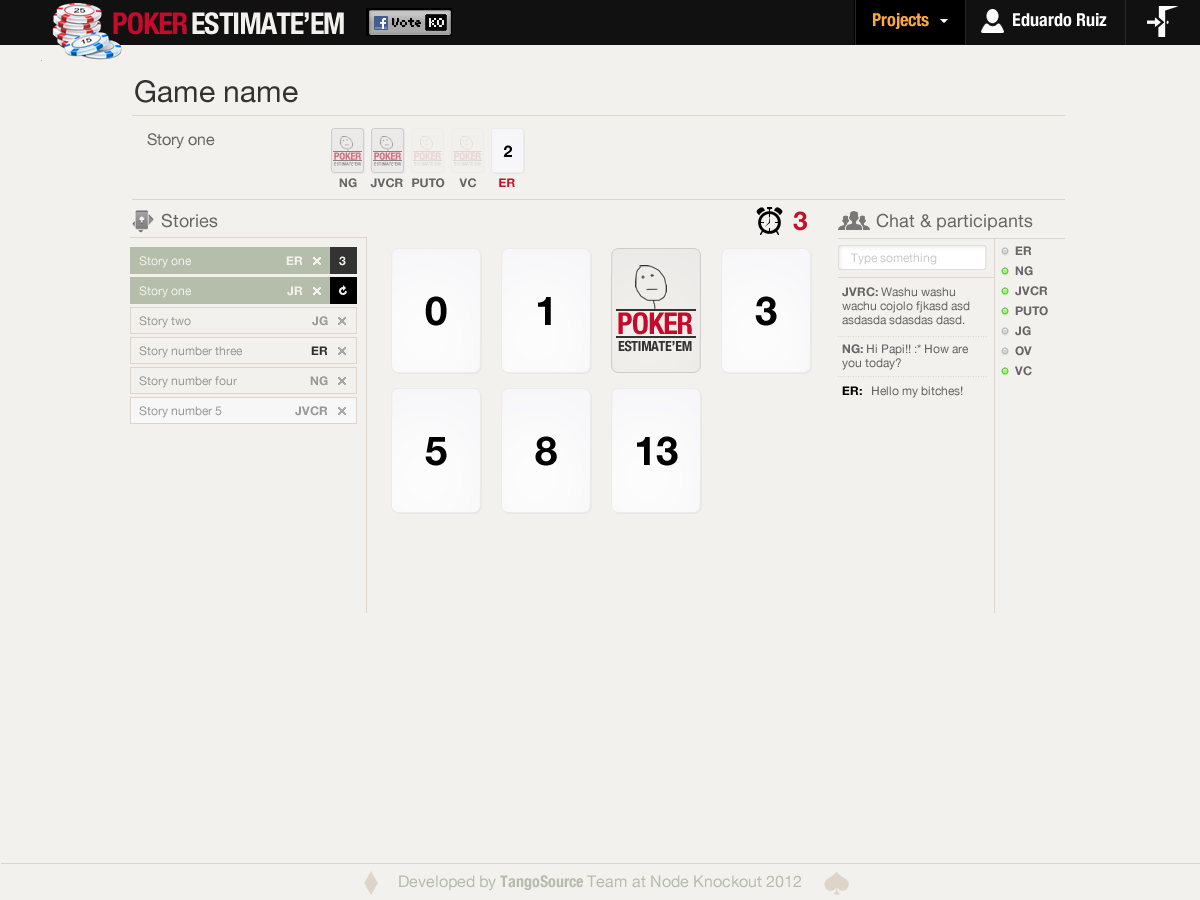 25
15
POKER ESTIMATE'EM
Vote KO
Projects
Eduardo Ruiz
Game name
Story one
POKER
ESTIMATE'EM
POKER
ESTIMATE'EM
POKER
ESTIMATE'EM
POKER
ESTIMATE'EM
2
NG JVCR PUTO VC ER
Stories
3
Chat & participants
Story one ER × 3
Story one JR ×
Story two JG ×
Story number three ER ×
Story number four NG ×
Story number 5 JVCR ×
0
1
POKER
ESTIMATE'EM
3
5
8
13
Type something
JVRC: Washu washu
wachu cojolo fjkasd asd
asdasda sdasdas dasd.
NG: Hi Papi!! :* How are
you today?
ER: Hello my bitches!
ER
NG
JVCR
PUTO
JG
OV
VC
Developed by TangoSource Team at Node Knockout 2012